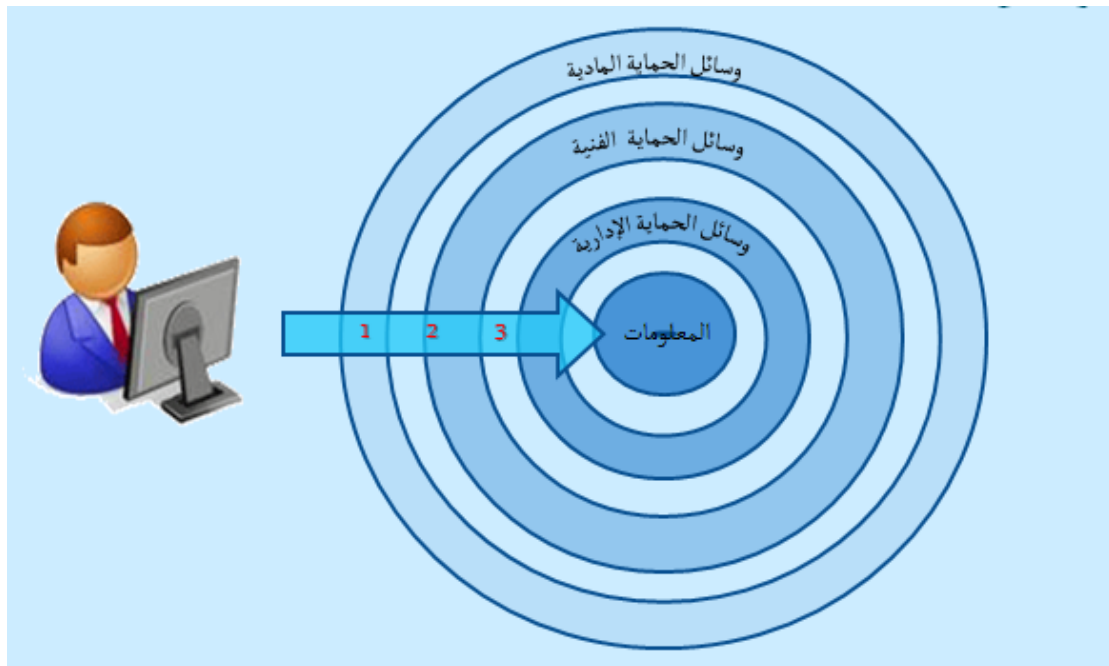 وسائل الحماية المادية
وسائل الحماية الفنية
وسائل الحماية الإدارية
المعلومات
1 2 3